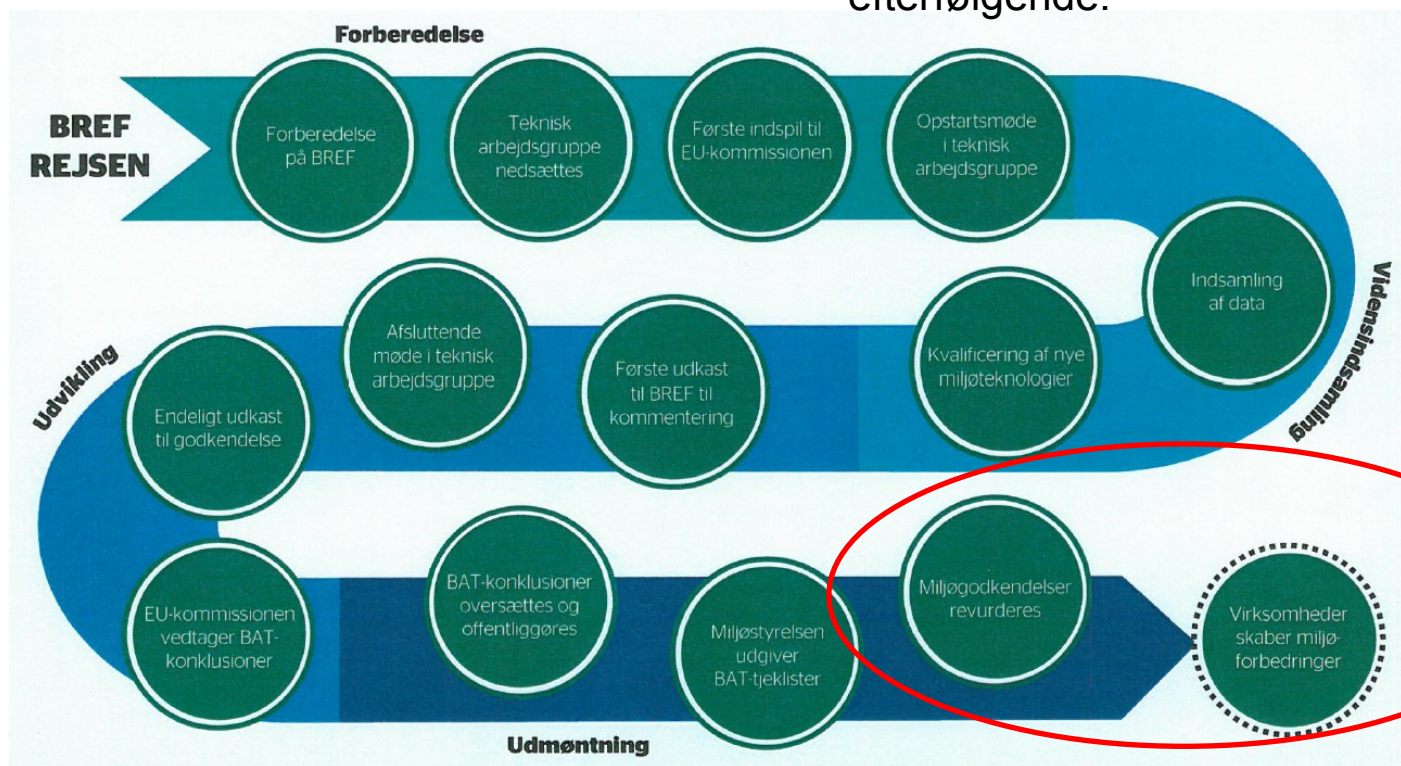 efterfølgende.
Forberedelse
BREF
REJSEN
Forberedelse
på BREF
Teknisk
arbejdsgruppe
nedsættes
Første indspil til
EU-kommissionen
Opstartsmøde
i teknisk
arbejdsgruppe
Indsamling
af data
Vidensindsamling
Kvalificering af nye
miljøteknologier
Første udkast
til BREF til
kommentering
Afsluttende
møde i teknisk
arbejdsgruppe
Udvikling
Endeligt udkast
til godkendelse
EU-kommissionen
vedtager BAT-
konklusioner
BAT-konklusioner
oversættes og
offentliggøres
Miljøstyrelsen
udgiver
BAT-tjeklister
Miljøgodkendelser
revurderes
Virksomheder
skaber miljø-
forbedringer
Udmøntning